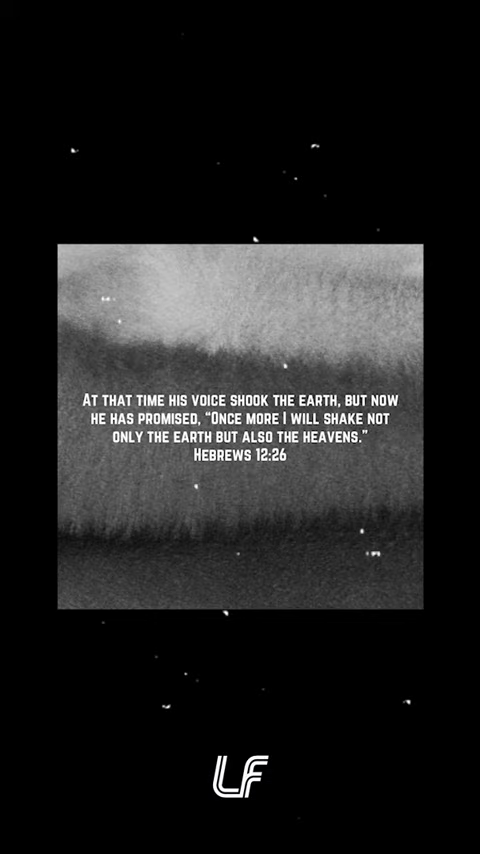 At that time his voice shook the earth, but now
he has promised, “Once more I will shake not
only the earth but also the heavens.”
Hebrews 12:26
LF